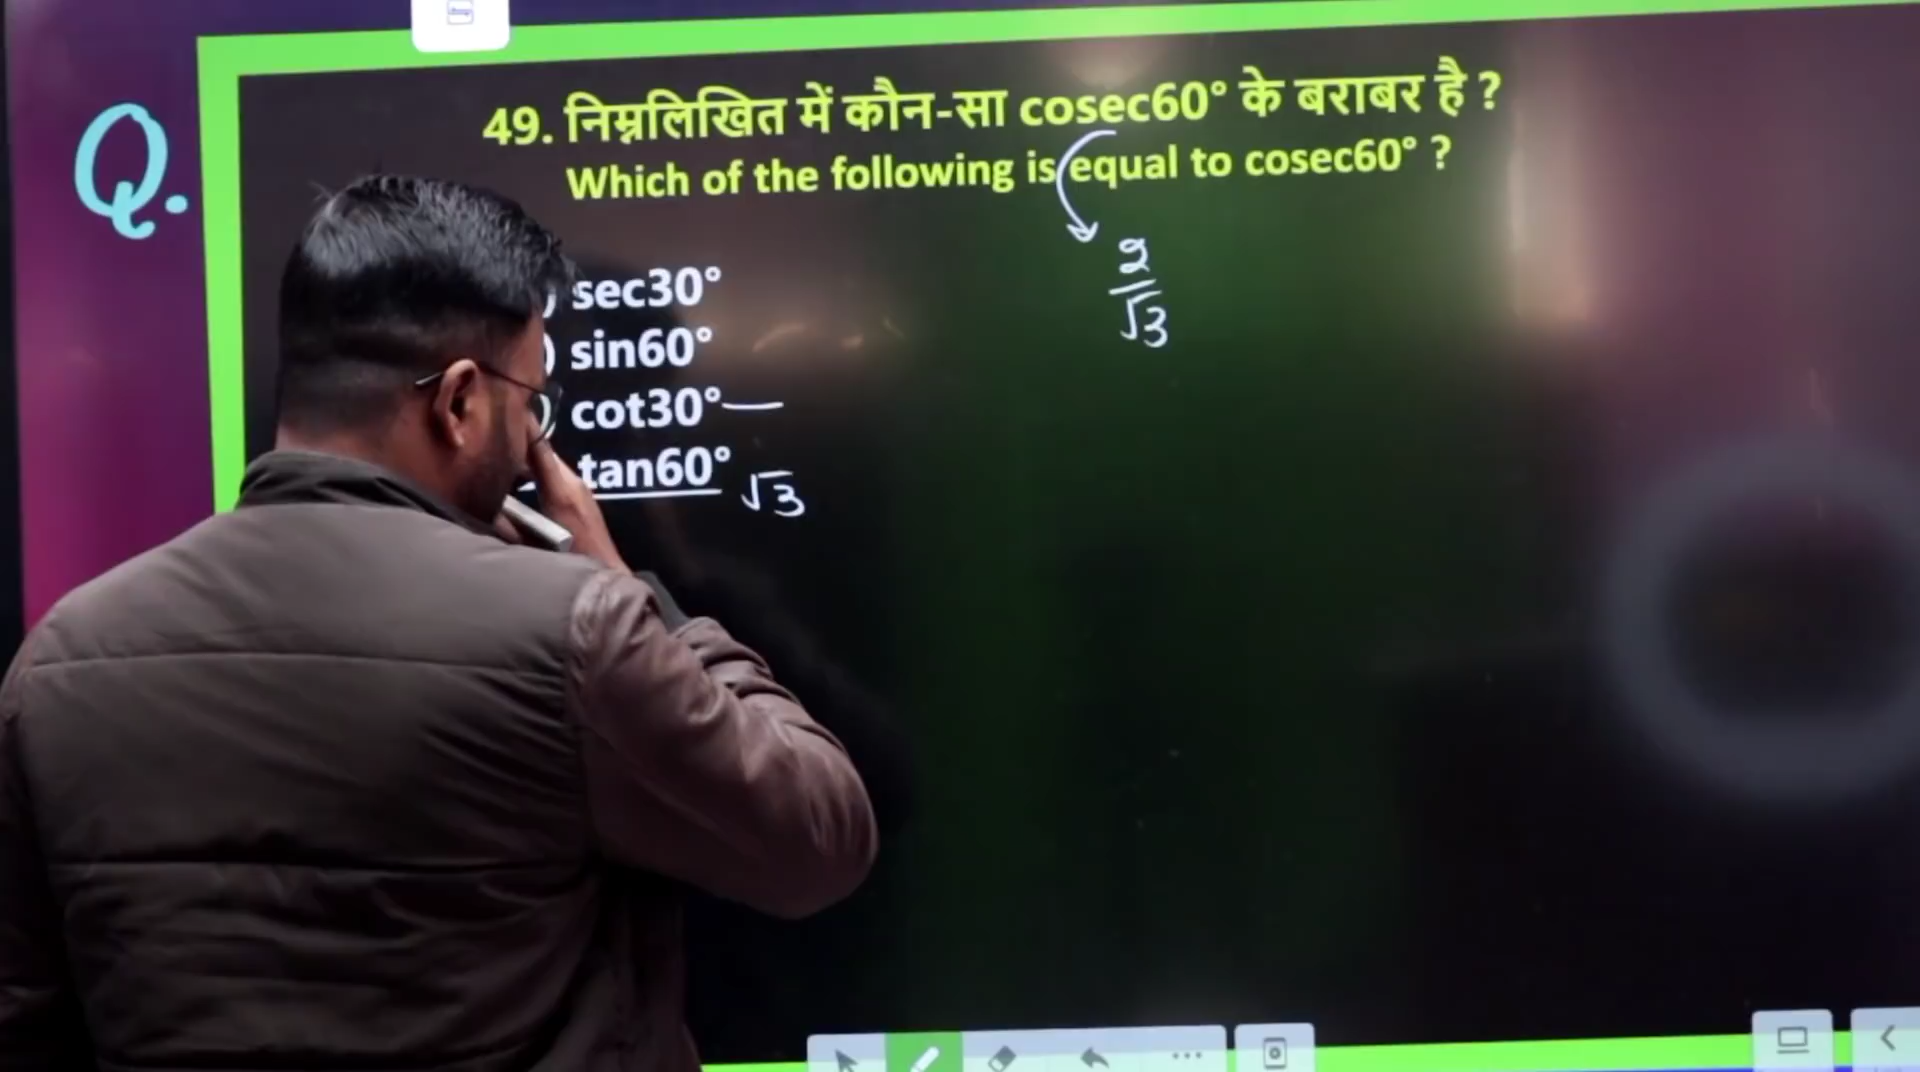 Q.
49. निम्नलिखित में कौन-सा cosec60° के बराबर है ?
Which of the following is equal to cosec60° ?
2
√3
) sec30°
) sin60°
) cot30°—
tan60° √3